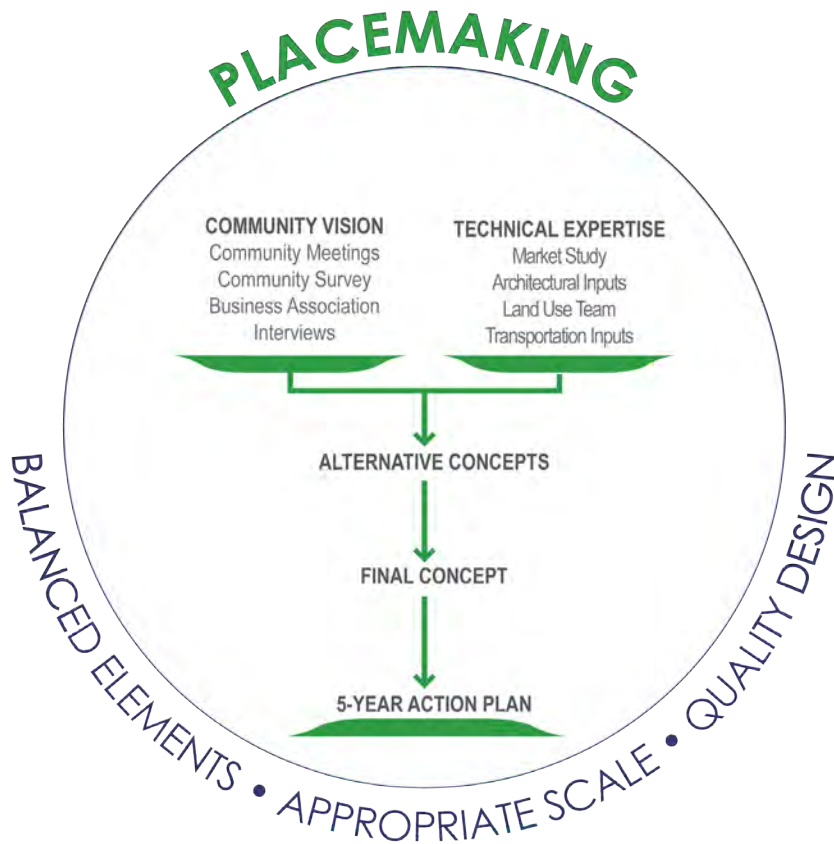 PLACEMAKING
COMMUNITY VISION
Community Meetings
Community Survey
Business Association
Interviews
TECHNICAL EXPERTISE
Market Study
Architectural Inputs
Land Use Team
Transportation Inputs
ALTERNATIVE CONCEPTS
FINAL CONCEPT
5-YEAR ACTION PLAN
BALANCED ELEMENTS • APPROPRIATE SCALE • QUALITY DESIGN